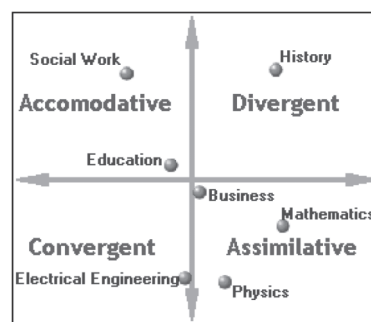 Social Work
History
Accomodative
Divergent
Education
Business
Mathematics
Convergent
Assimilative
Electrical Engineering
Physics